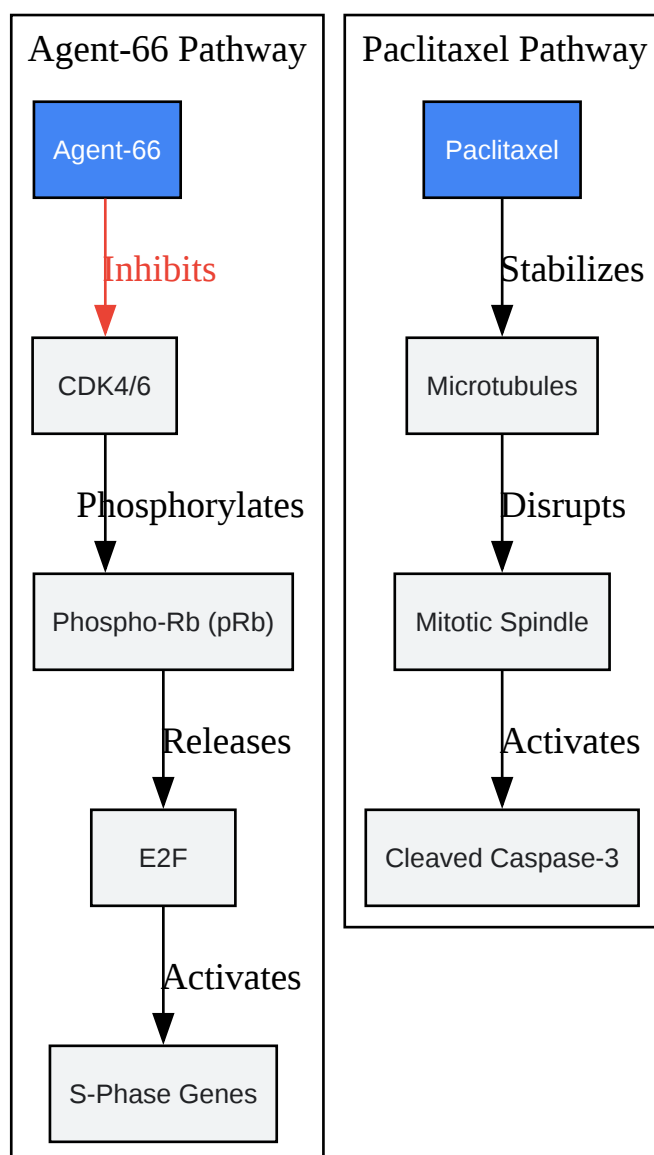 Agent-66 Pathway
Agent-66
Inhibits
CDK4/6
Phosphorylates
Phospho-Rb (pRb)
Releases
E2F
Activates
S-Phase Genes
Paclitaxel Pathway
Paclitaxel
Stabilizes
Microtubules
Disrupts
Mitotic Spindle
Activates
Cleaved Caspase-3